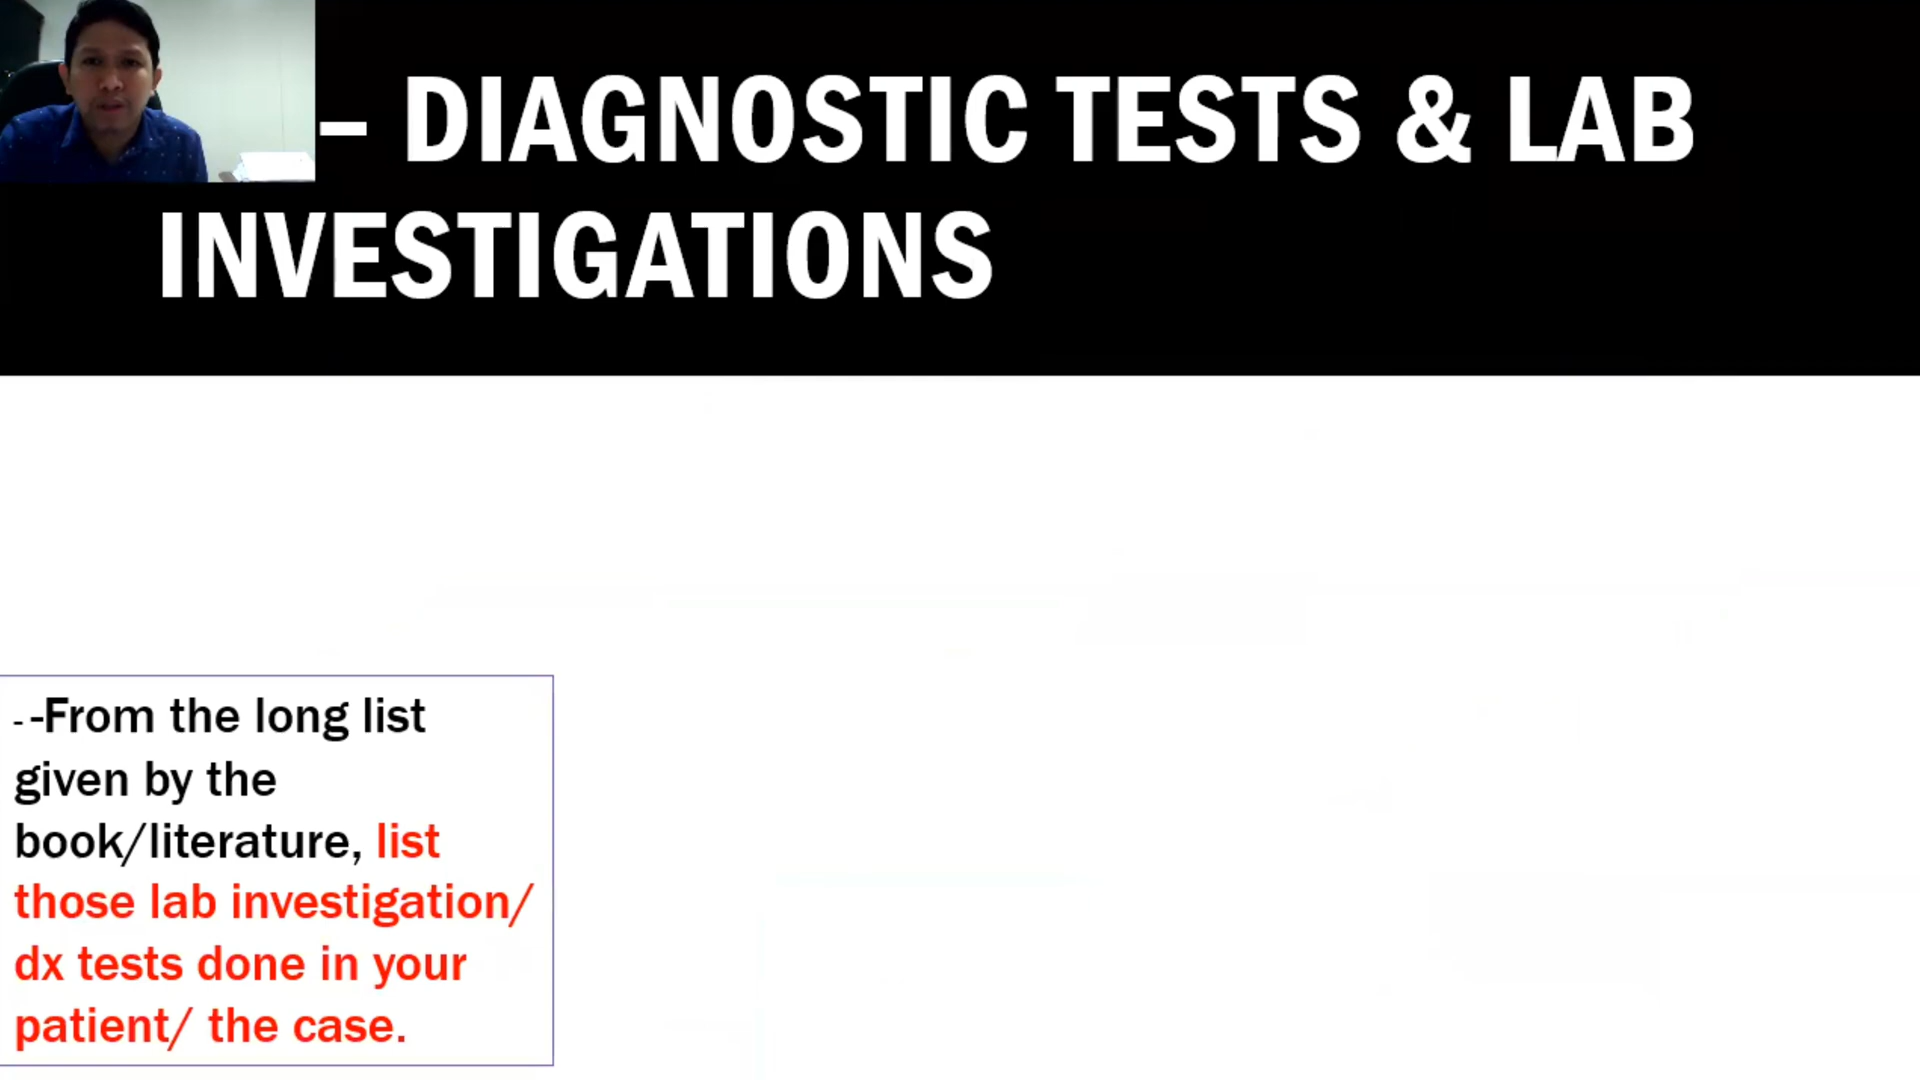 – DIAGNOSTIC TESTS & LAB
INVESTIGATIONS
- -From the long list
given by the
book/literature, list
those lab investigation/
dx tests done in your
patient/ the case.